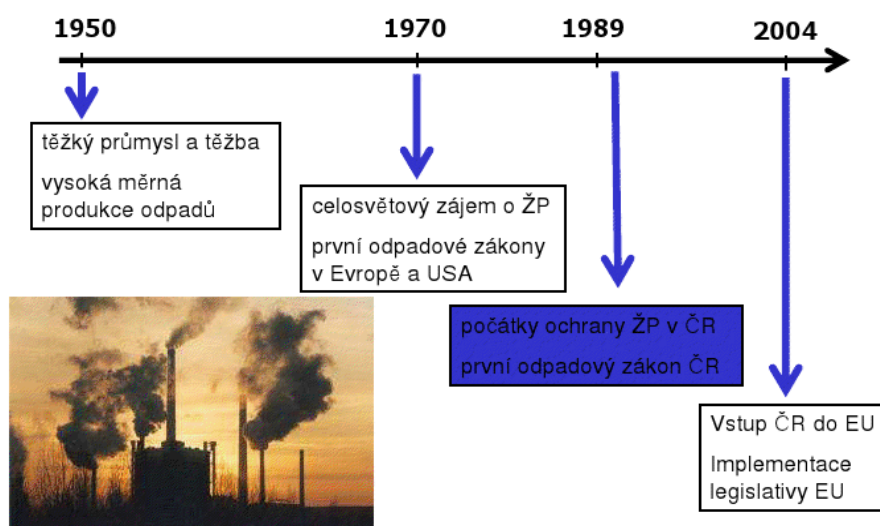 1950
1970
1989
2004
těžký průmysl a těžba
vysoká měrná
produkce odpadů
celosvětový zájem o ŽP
první odpadové zákony
v Evropě a USA
počátky ochrany ŽP v ČR
první odpadový zákon ČR
Vstup ČR do EU
Implementace
legislativy EU